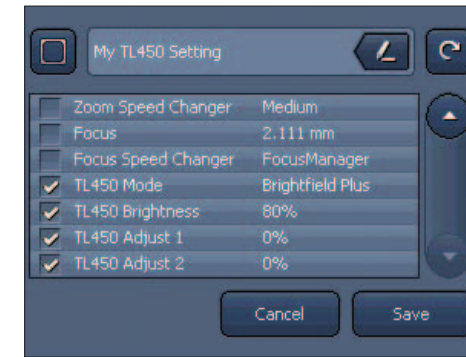 My TL450 Setting
Zoom Speed Changer Medium
Focus 2.111 mm
Focus Speed Changer FocusManager
TL450 Mode Brightfield Plus
TL450 Brightness 80%
TL450 Adjust 1 0%
TL450 Adjust 2 0%
Cancel Save